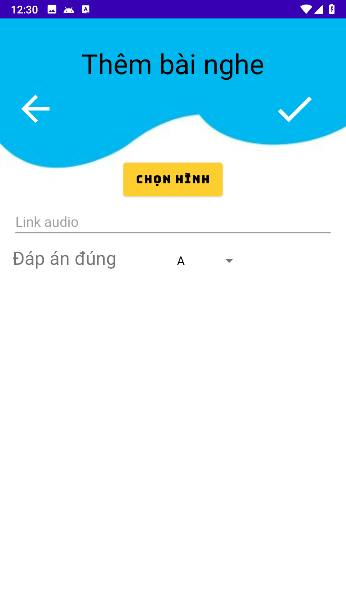 12:30
Thêm bài nghe
CHỌN HÌNH
Link audio
Đáp án đúng A